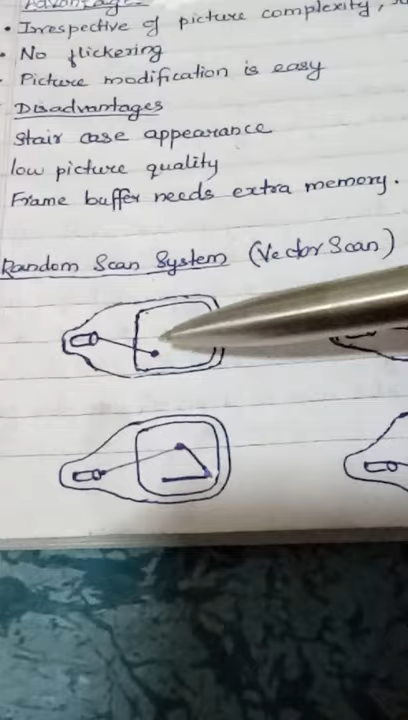 Advantages
• Irrespective of picture complexity,
• No flickering
- Picture modification is easy
Disadvantages
Stair case appearance
low picture quality
Frame buffer needs extra memory.
Random Scan System (Vector Scan)